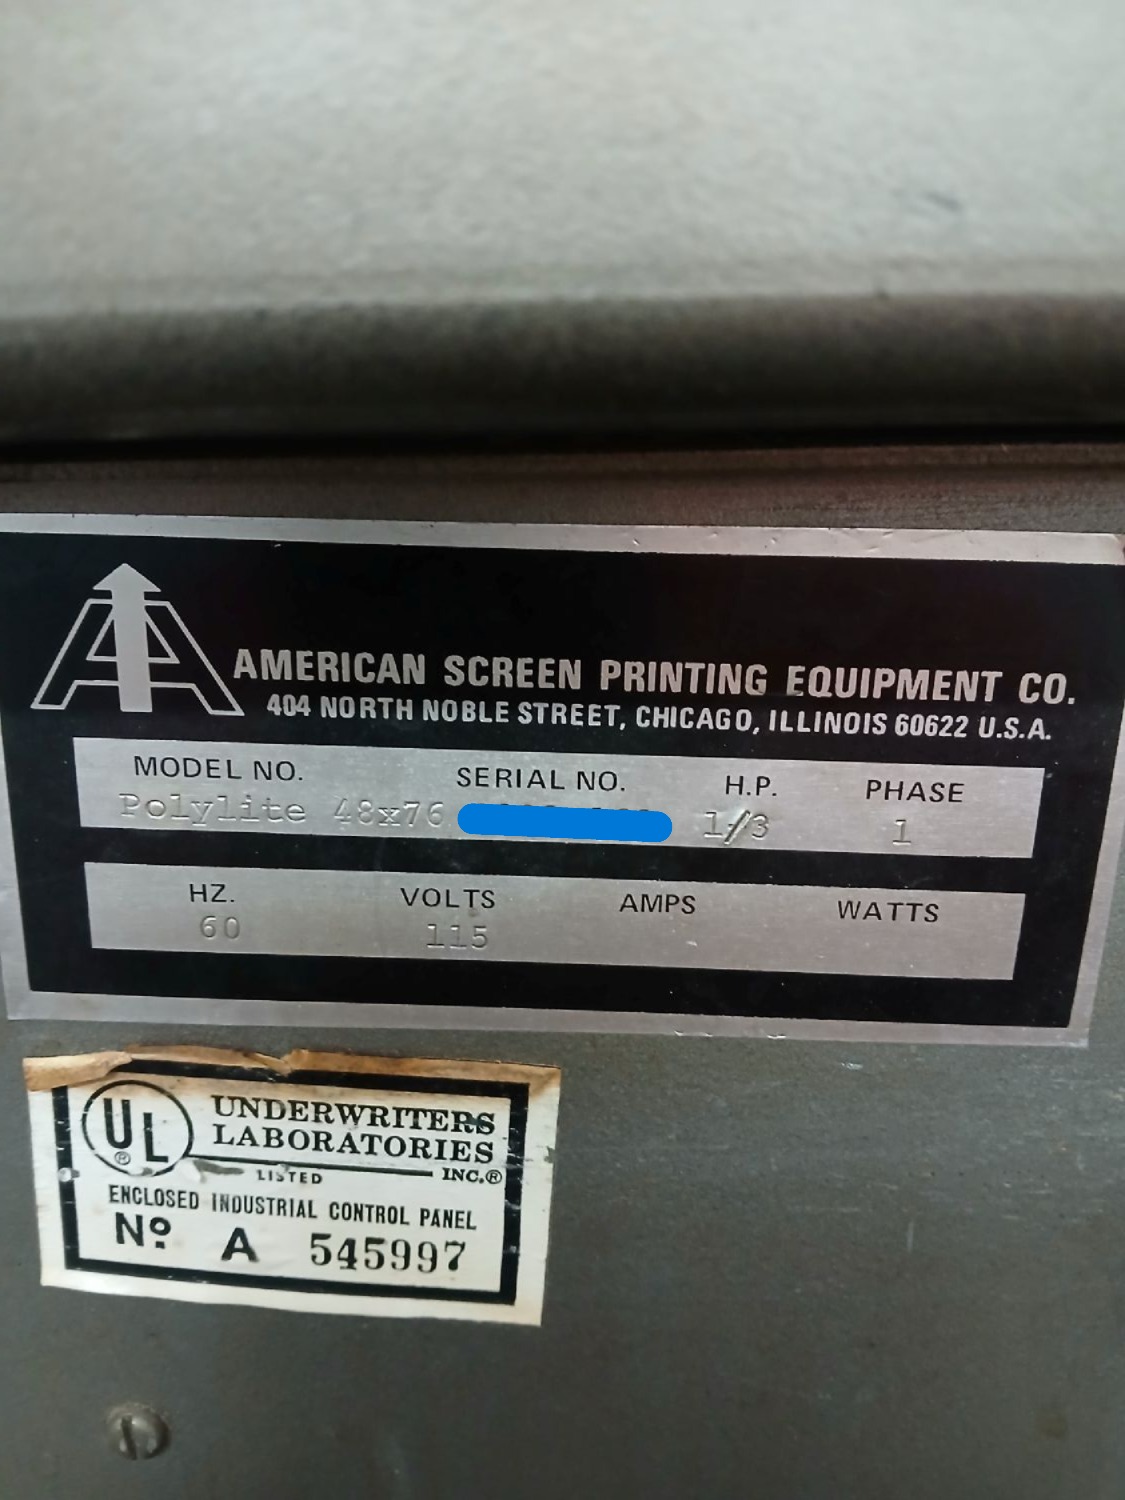 AMERICAN SCREEN PRINTING EQUIPMENT CO.
404 NORTH NOBLE STREET, CHICAGO, ILLINOIS 60622 U.S.A.
MODEL NO. SERIAL NO. H.P. PHASE
Polylite 48x76 1/3 1
HZ. VOLTS AMPS WATTS
60 115
UL® UNDERWRITERS
LABORATORIES
LISTED INC.®
ENCLOSED INDUSTRIAL CONTROL PANEL
Nº. A 545997